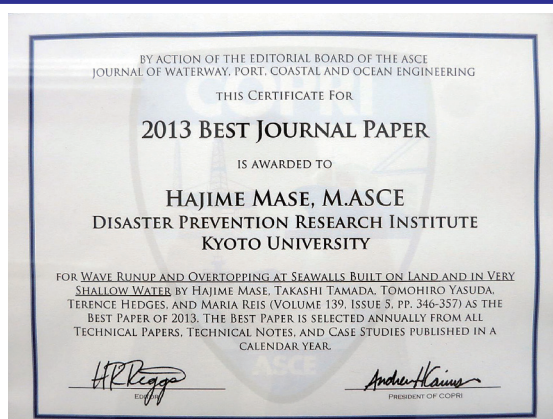 BY ACTION OF THE EDITORIAL BOARD OF THE ASCE
JOURNAL OF WATERWAY, PORT, COASTAL AND OCEAN ENGINEERING
THIS CERTIFICATE FOR
2013 BEST JOURNAL PAPER
IS AWARDED TO
HAJIME MASE, M.ASCE
DISASTER PREVENTION RESEARCH INSTITUTE
KYOTO UNIVERSITY
FOR WAVE RUNUP AND OVERTOPPING AT SEAWALLS BUILT ON LAND AND IN VERY
SHALLOW WATER BY HAJIME MASE, TAKASHI TAMADA, TOMOHIRO YASUDA,
TERENCE HEDGES, AND MARIA REIS (VOLUME 139, ISSUE 5, PP. 346-357) AS THE
BEST PAPER OF 2013. THE BEST PAPER IS SELECTED ANNUALLY FROM ALL
TECHNICAL PAPERS, TECHNICAL NOTES, AND CASE STUDIES PUBLISHED IN A
CALENDAR YEAR.
ASCE
EDITOR
PRESIDENT OF COPRI